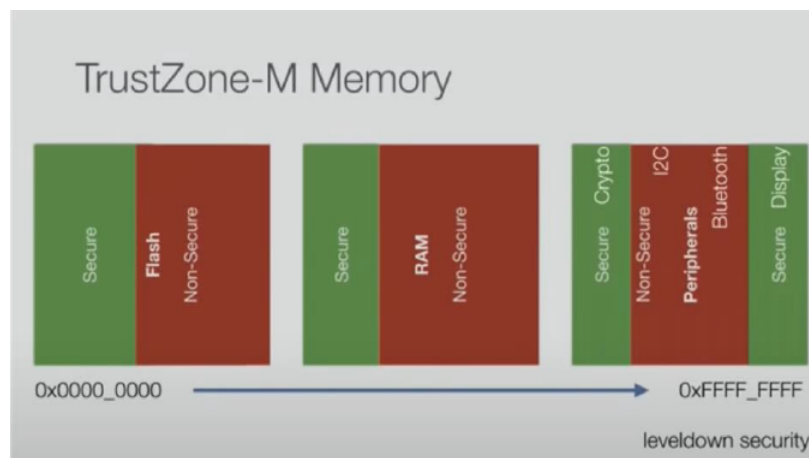 TrustZone-M Memory
Secure
Flash
Non-Secure
Secure
RAM
Non-Secure
Secure Crypto
Non-Secure I2C
Peripherals
Bluetooth
Secure Display
0x0000_0000
0xFFFF_FFFF
leveldown security